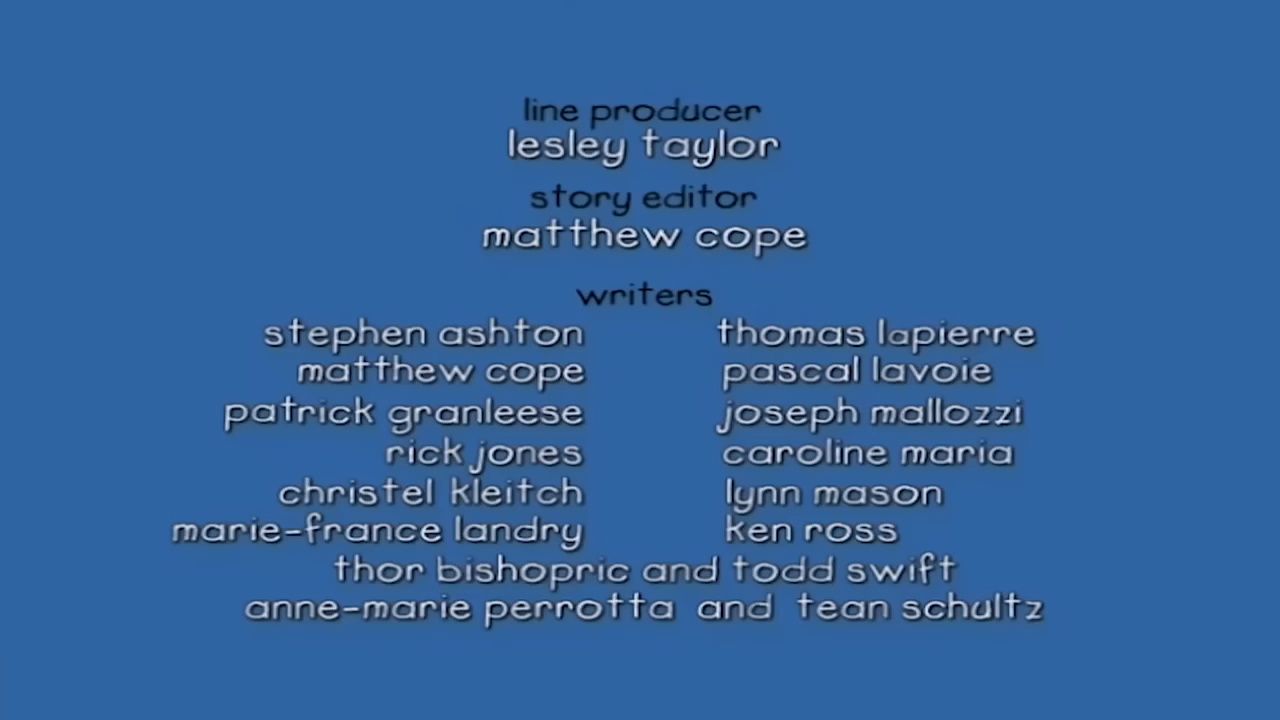 line producer
lesley taylor
story editor
matthew cope
writers
stephen ashton thomas lapierre
matthew cope pascal lavoie
patrick granleese joseph mallozzi
rick jones caroline maria
christel kleitch lynn mason
marie-france landry ken ross
thor bishopric and todd swift
anne-marie perrotta and tean schultz